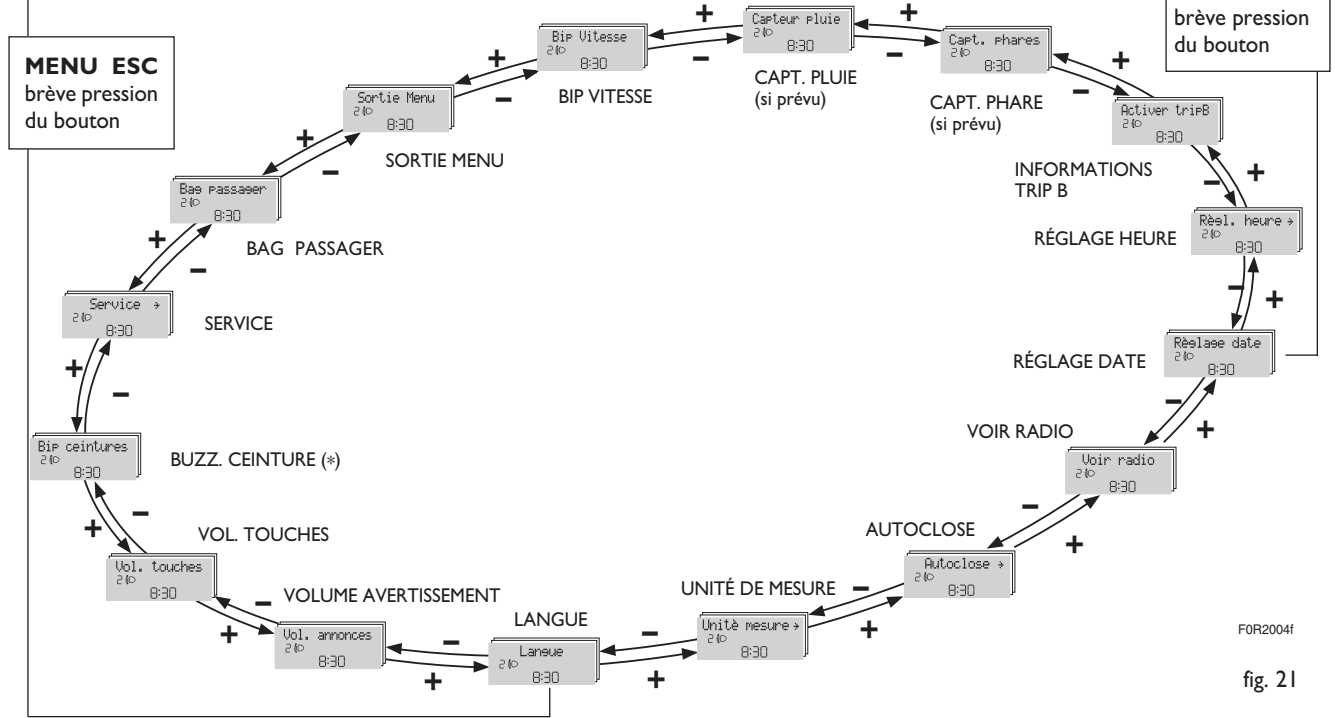 MENU ESC
brève pression
du bouton
brève pression
du bouton
Sortie Menu
8:30
SORTIE MENU
Bip Vitesse
8:30
BIP VITESSE
Capteur pluie
8:30
CAPT. PLUIE
(si prévu)
Capt. phares
8:30
CAPT. PHARE
(si prévu)
Activer tripB
8:30
INFORMATIONS
TRIP B
Règl. heure →
8:30
RÉGLAGE HEURE
Règlage date
8:30
RÉGLAGE DATE
Voir radio
8:30
VOIR RADIO
Autoclose →
8:30
AUTOCLOSE
Unitè mesure →
8:30
UNITÉ DE MESURE
Langue
8:30
LANGUE
Vol. annonces
8:30
VOLUME AVERTISSEMENT
Vol. touches
8:30
VOL. TOUCHES
Bip ceintures
8:30
BUZZ. CEINTURE (*)
Service →
8:30
SERVICE
Bag passager
8:30
BAG PASSAGER
F0R2004f
fig. 21